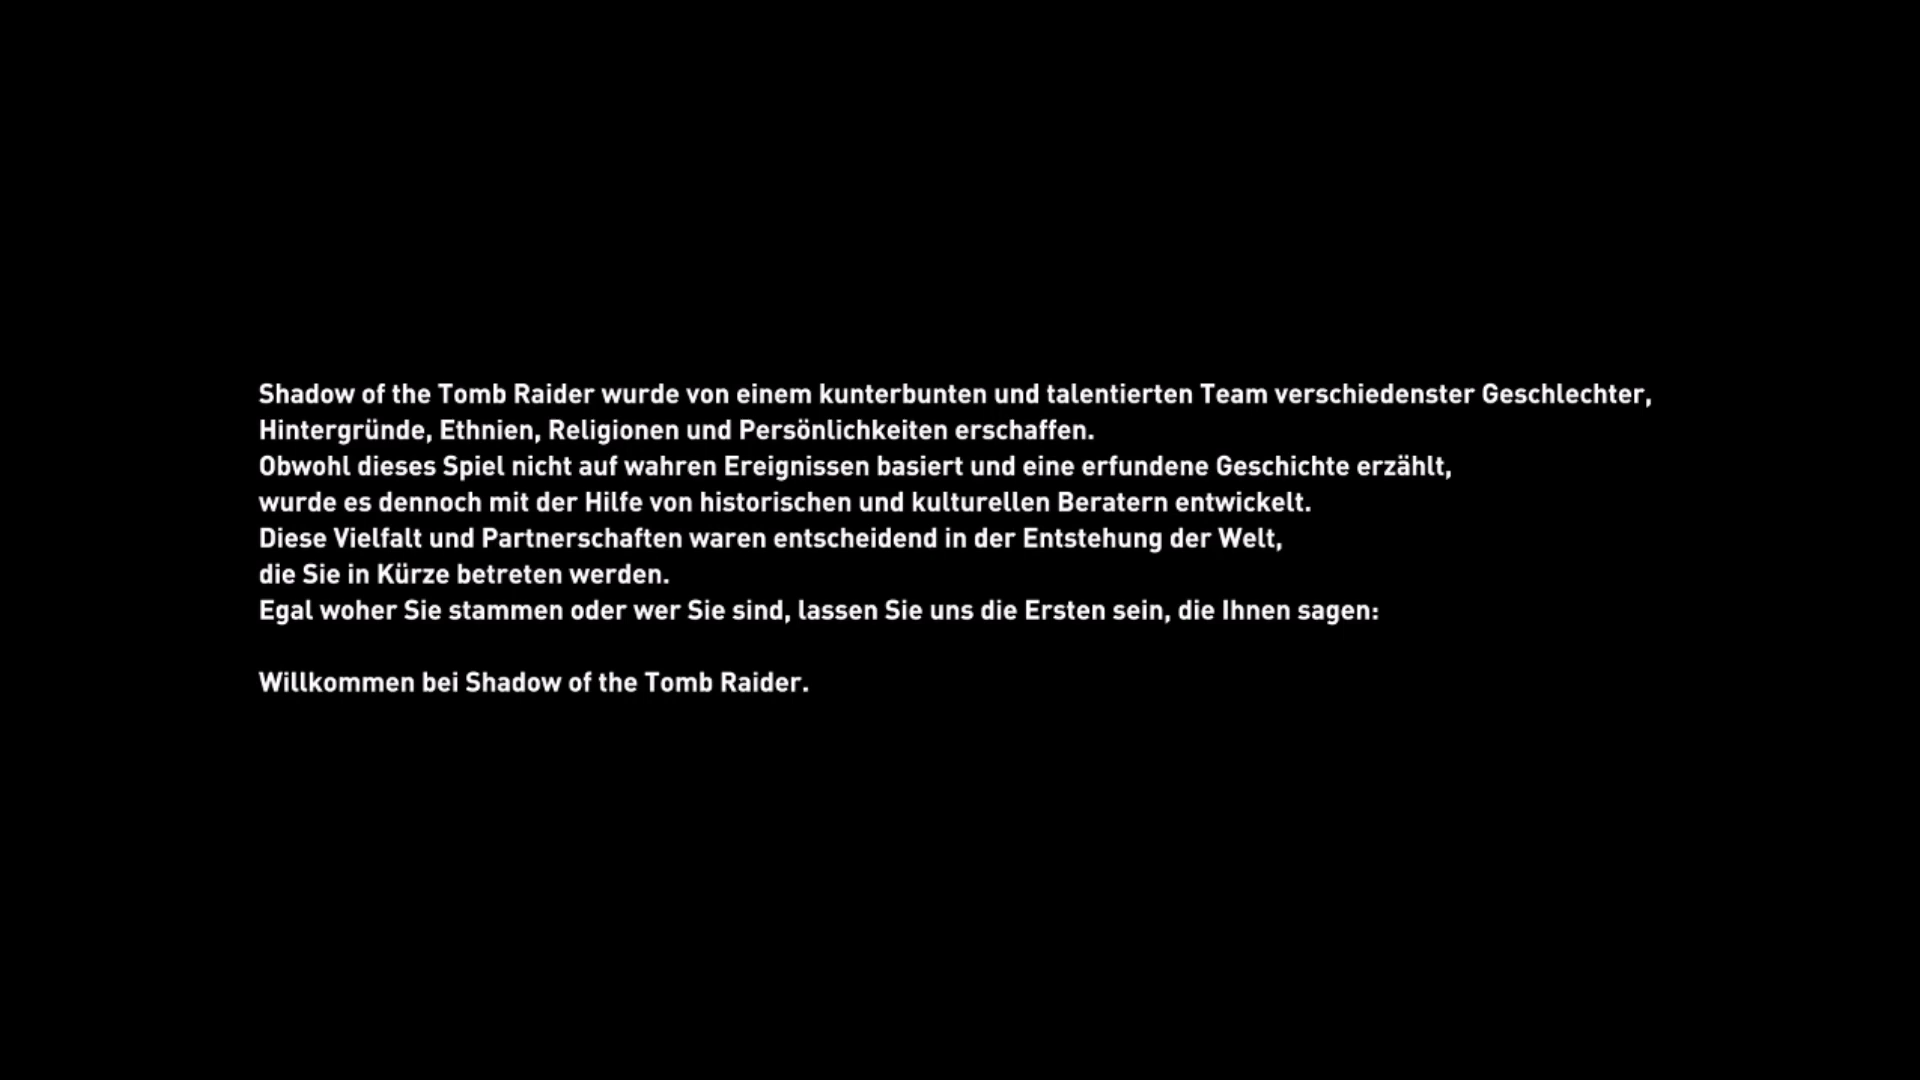 Shadow of the Tomb Raider wurde von einem kunterbunten und talentierten Team verschiedenster Geschlechter,
Hintergründe, Ethnien, Religionen und Persönlichkeiten erschaffen.
Obwohl dieses Spiel nicht auf wahren Ereignissen basiert und eine erfundene Geschichte erzählt,
wurde es dennoch mit der Hilfe von historischen und kulturellen Beratern entwickelt.
Diese Vielfalt und Partnerschaften waren entscheidend in der Entstehung der Welt,
die Sie in Kürze betreten werden.
Egal woher Sie stammen oder wer Sie sind, lassen Sie uns die Ersten sein, die Ihnen sagen:
Willkommen bei Shadow of the Tomb Raider.